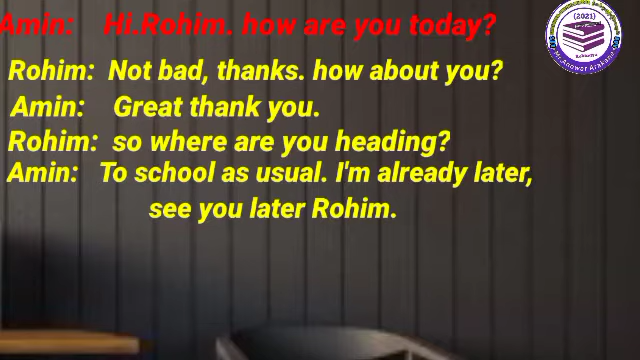 Amin: Hi.Rohim. how are you today?
Rohim: Not bad, thanks. how about you?
Amin: Great thank you.
Rohim: so where are you heading?
Amin: To school as usual. I'm already later,
see you later Rohim.
(2021)